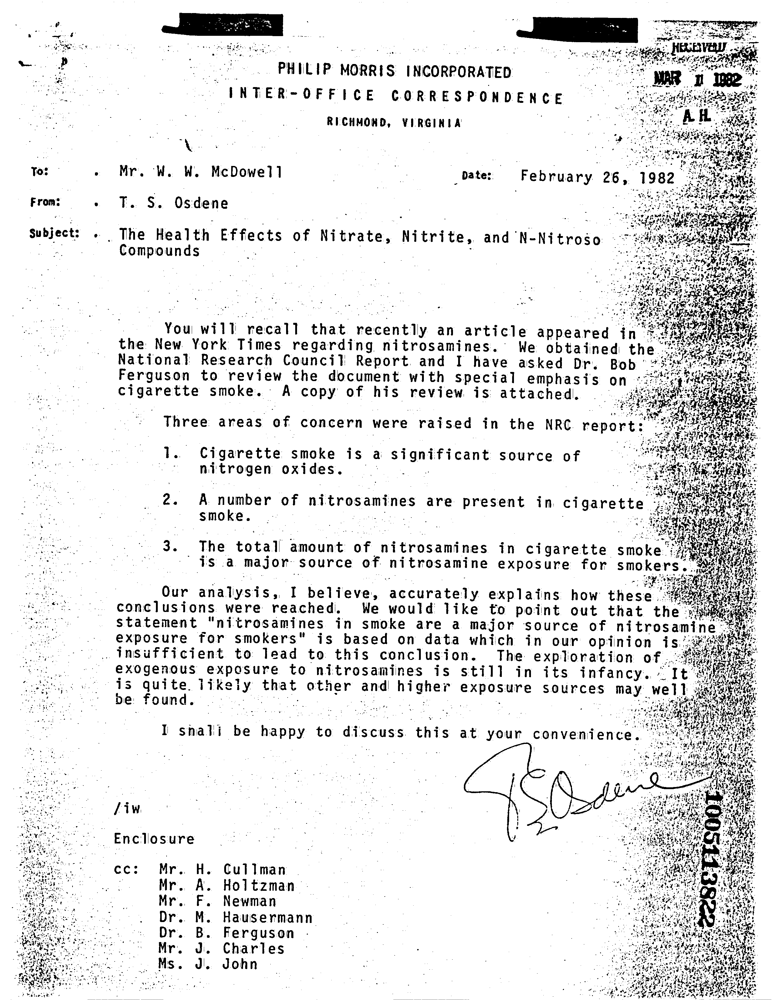 RECEIVED
PHILIP MORRIS INCORPORATED
MAR 11 1982
INTER-OFFICE CORRESPONDENCE
RICHMOND, VIRGINIA
A. H.
To: . Mr. W. W. McDowell Date: February 26, 1982
From: . T. S. Osdene
Subject: . The Health Effects of Nitrate, Nitrite, and N-Nitroso
Compounds
You will recall that recently an article appeared in
the New York Times regarding nitrosamines. We obtained the
National Research Council Report and I have asked Dr. Bob
Ferguson to review the document with special emphasis on
cigarette smoke. A copy of his review is attached.
Three areas of concern were raised in the NRC report:
1. Cigarette smoke is a significant source of
nitrogen oxides.
2. A number of nitrosamines are present in cigarette
smoke.
3. The total amount of nitrosamines in cigarette smoke
is a major source of nitrosamine exposure for smokers.
Our analysis, I believe, accurately explains how these
conclusions were reached. We would like to point out that the
statement "nitrosamines in smoke are a major source of nitrosamine
exposure for smokers" is based on data which in our opinion is
insufficient to lead to this conclusion. The exploration of
exogenous exposure to nitrosamines is still in its infancy. It
is quite likely that other and higher exposure sources may well
be found.
I shall be happy to discuss this at your convenience.
TSOsdene
/iw
Enclosure
cc: Mr. H. Cullman
Mr. A. Holtzman
Mr. F. Newman
Dr. M. Hausermann
Dr. B. Ferguson
Mr. J. Charles
Ms. J. John
1005113822